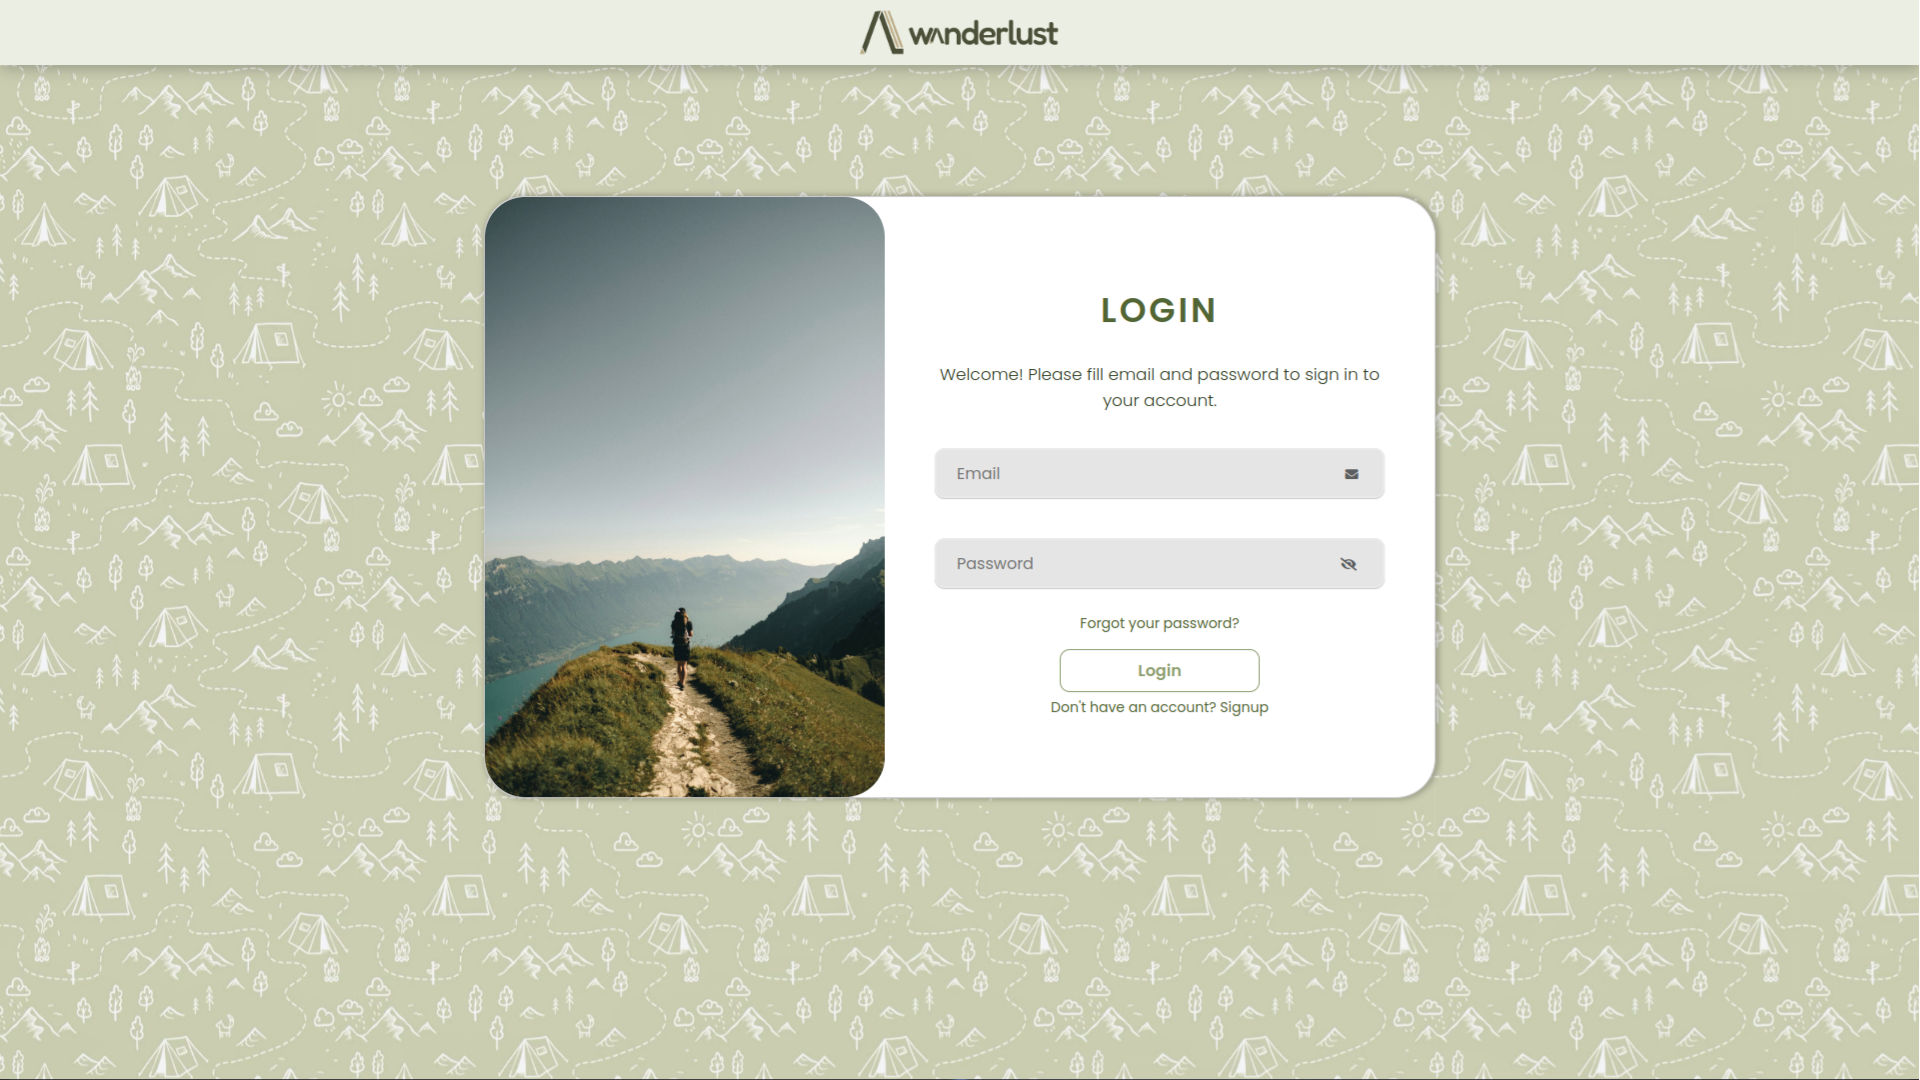 wanderlust
LOGIN
Welcome! Please fill email and password to sign in to
your account.
Email
Password
Forgot your password?
Login
Don't have an account? Signup